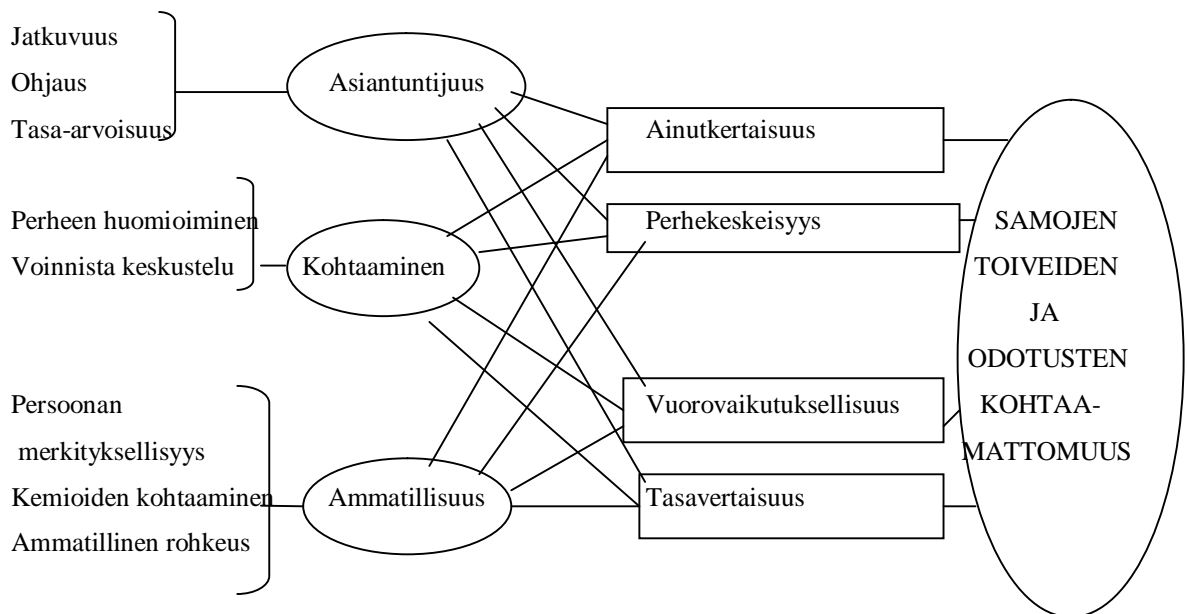 Jatkuvuus
Ohjaus
Tasa-arvoisuus
Asiantuntijuus
Perheen huomioiminen
Voinnista keskustelu
Kohtaaminen
Persoonan
merkityksellisyys
Kemioiden kohtaaminen
Ammatillinen rohkeus
Ammatillisuus
Ainutkertaisuus
Perhekeskeisyys
Vuorovaikutuksellisuus
Tasavertaisuus
SAMOJEN
TOIVEIDEN
JA
ODOTUSTEN
KOHTAA-
MATTOMUUS